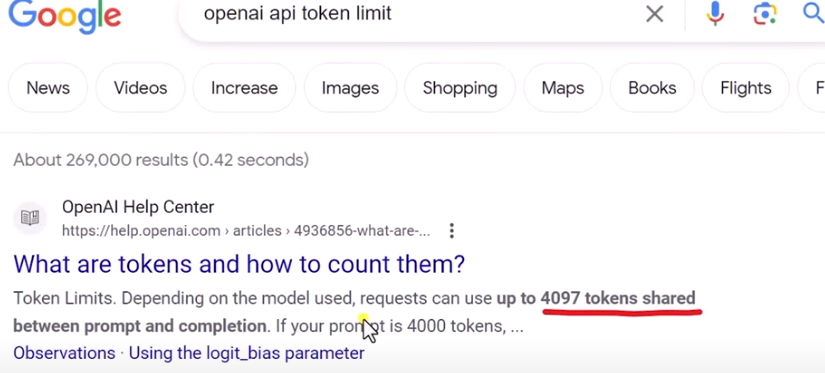 Google
openai api token limit
News Videos Increase Images Shopping Maps Books Flights F
About 269,000 results (0.42 seconds)
OpenAI Help Center
https://help.openai.com › articles › 4936856-what-are-...
What are tokens and how to count them?
Token Limits. Depending on the model used, requests can use up to 4097 tokens shared
between prompt and completion. If your prompt is 4000 tokens, ...
Observations · Using the logit_bias parameter